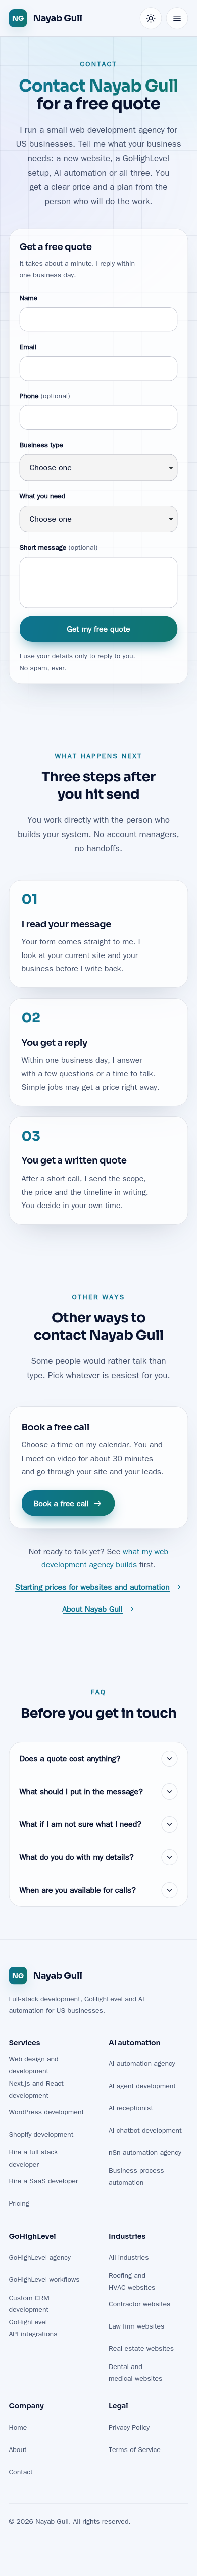 NG Nayab Gull
CONTACT
Contact Nayab Gull
for a free quote
I run a small web development agency for
US businesses. Tell me what your business
needs: a new website, a GoHighLevel
setup, AI automation or all three. You
get a clear price and a plan from the
person who will do the work.
Get a free quote
It takes about a minute. I reply within
one business day.
Name
Email
Phone (optional)
Business type
Choose one
What you need
Choose one
Short message (optional)
Get my free quote
I use your details only to reply to you.
No spam, ever.
WHAT HAPPENS NEXT
Three steps after
you hit send
You work directly with the person who
builds your system. No account managers,
no handoffs.
01
I read your message
Your form comes straight to me. I
look at your current site and your
business before I write back.
02
You get a reply
Within one business day, I answer
with a few questions or a time to talk.
Simple jobs may get a price right away.
03
You get a written quote
After a short call, I send the scope,
the price and the timeline in writing.
You decide in your own time.
OTHER WAYS
Other ways to
contact Nayab Gull
Some people would rather talk than
type. Pick whatever is easiest for you.
Book a free call
Choose a time on my calendar. You and
I meet on video for about 30 minutes
and go through your site and your leads.
Book a free call →
Not ready to talk yet? See what my web
development agency builds first.
Starting prices for websites and automation →
About Nayab Gull →
FAQ
Before you get in touch
Does a quote cost anything?
What should I put in the message?
What if I am not sure what I need?
What do you do with my details?
When are you available for calls?
NG Nayab Gull
Full-stack development, GoHighLevel and AI
automation for US businesses.
Services
Web design and
development
Next.js and React
development
WordPress development
Shopify development
Hire a full stack
developer
Hire a SaaS developer
Pricing
AI automation
AI automation agency
AI agent development
AI receptionist
AI chatbot development
n8n automation agency
Business process
automation
GoHighLevel
GoHighLevel agency
GoHighLevel workflows
Custom CRM
development
GoHighLevel
API integrations
Industries
All industries
Roofing and
HVAC websites
Contractor websites
Law firm websites
Real estate websites
Dental and
medical websites
Company
Home
About
Contact
Legal
Privacy Policy
Terms of Service
© 2026 Nayab Gull. All rights reserved.